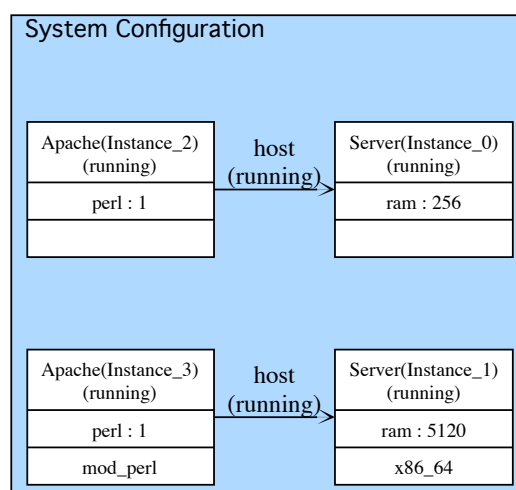 System Configuration
Apache(Instance_2)
(running)
perl : 1
host
(running)
Server(Instance_0)
(running)
ram : 256
Apache(Instance_3)
(running)
perl : 1
mod_perl
host
(running)
Server(Instance_1)
(running)
ram : 5120
x86_64